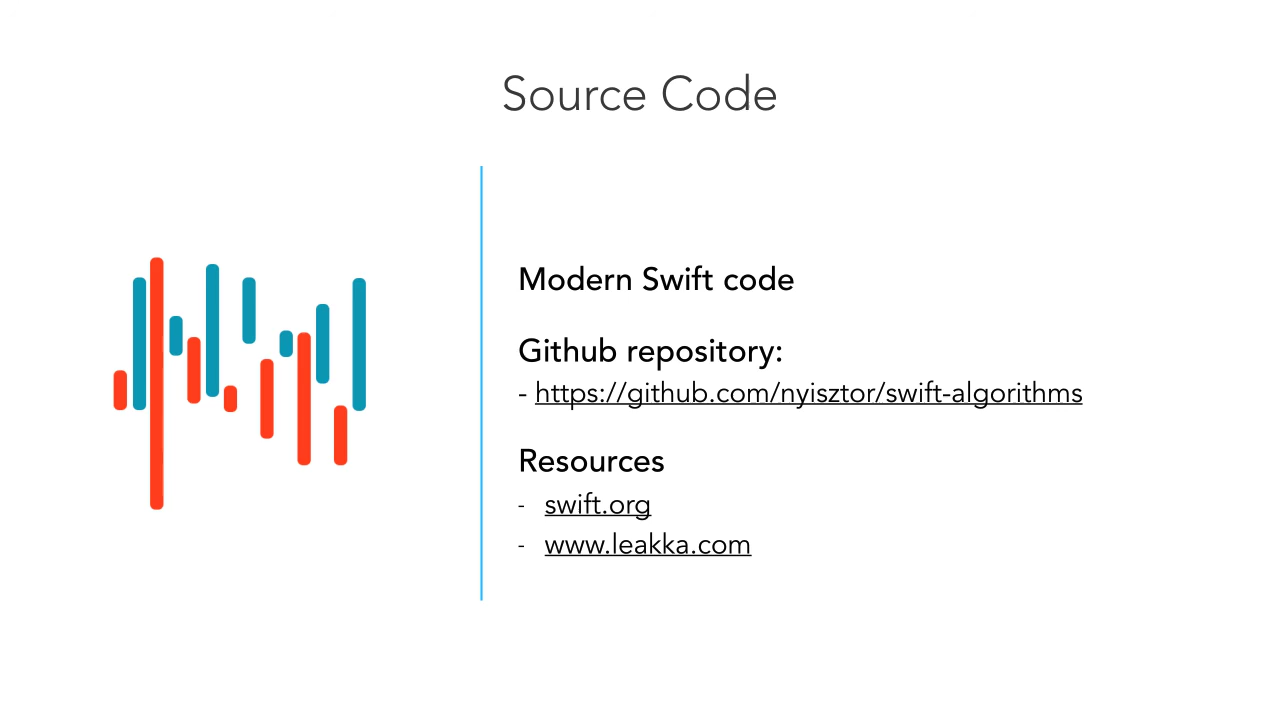 Source Code
Modern Swift code
Github repository:
- https://github.com/nyisztor/swift-algorithms
Resources
- swift.org
- www.leakka.com